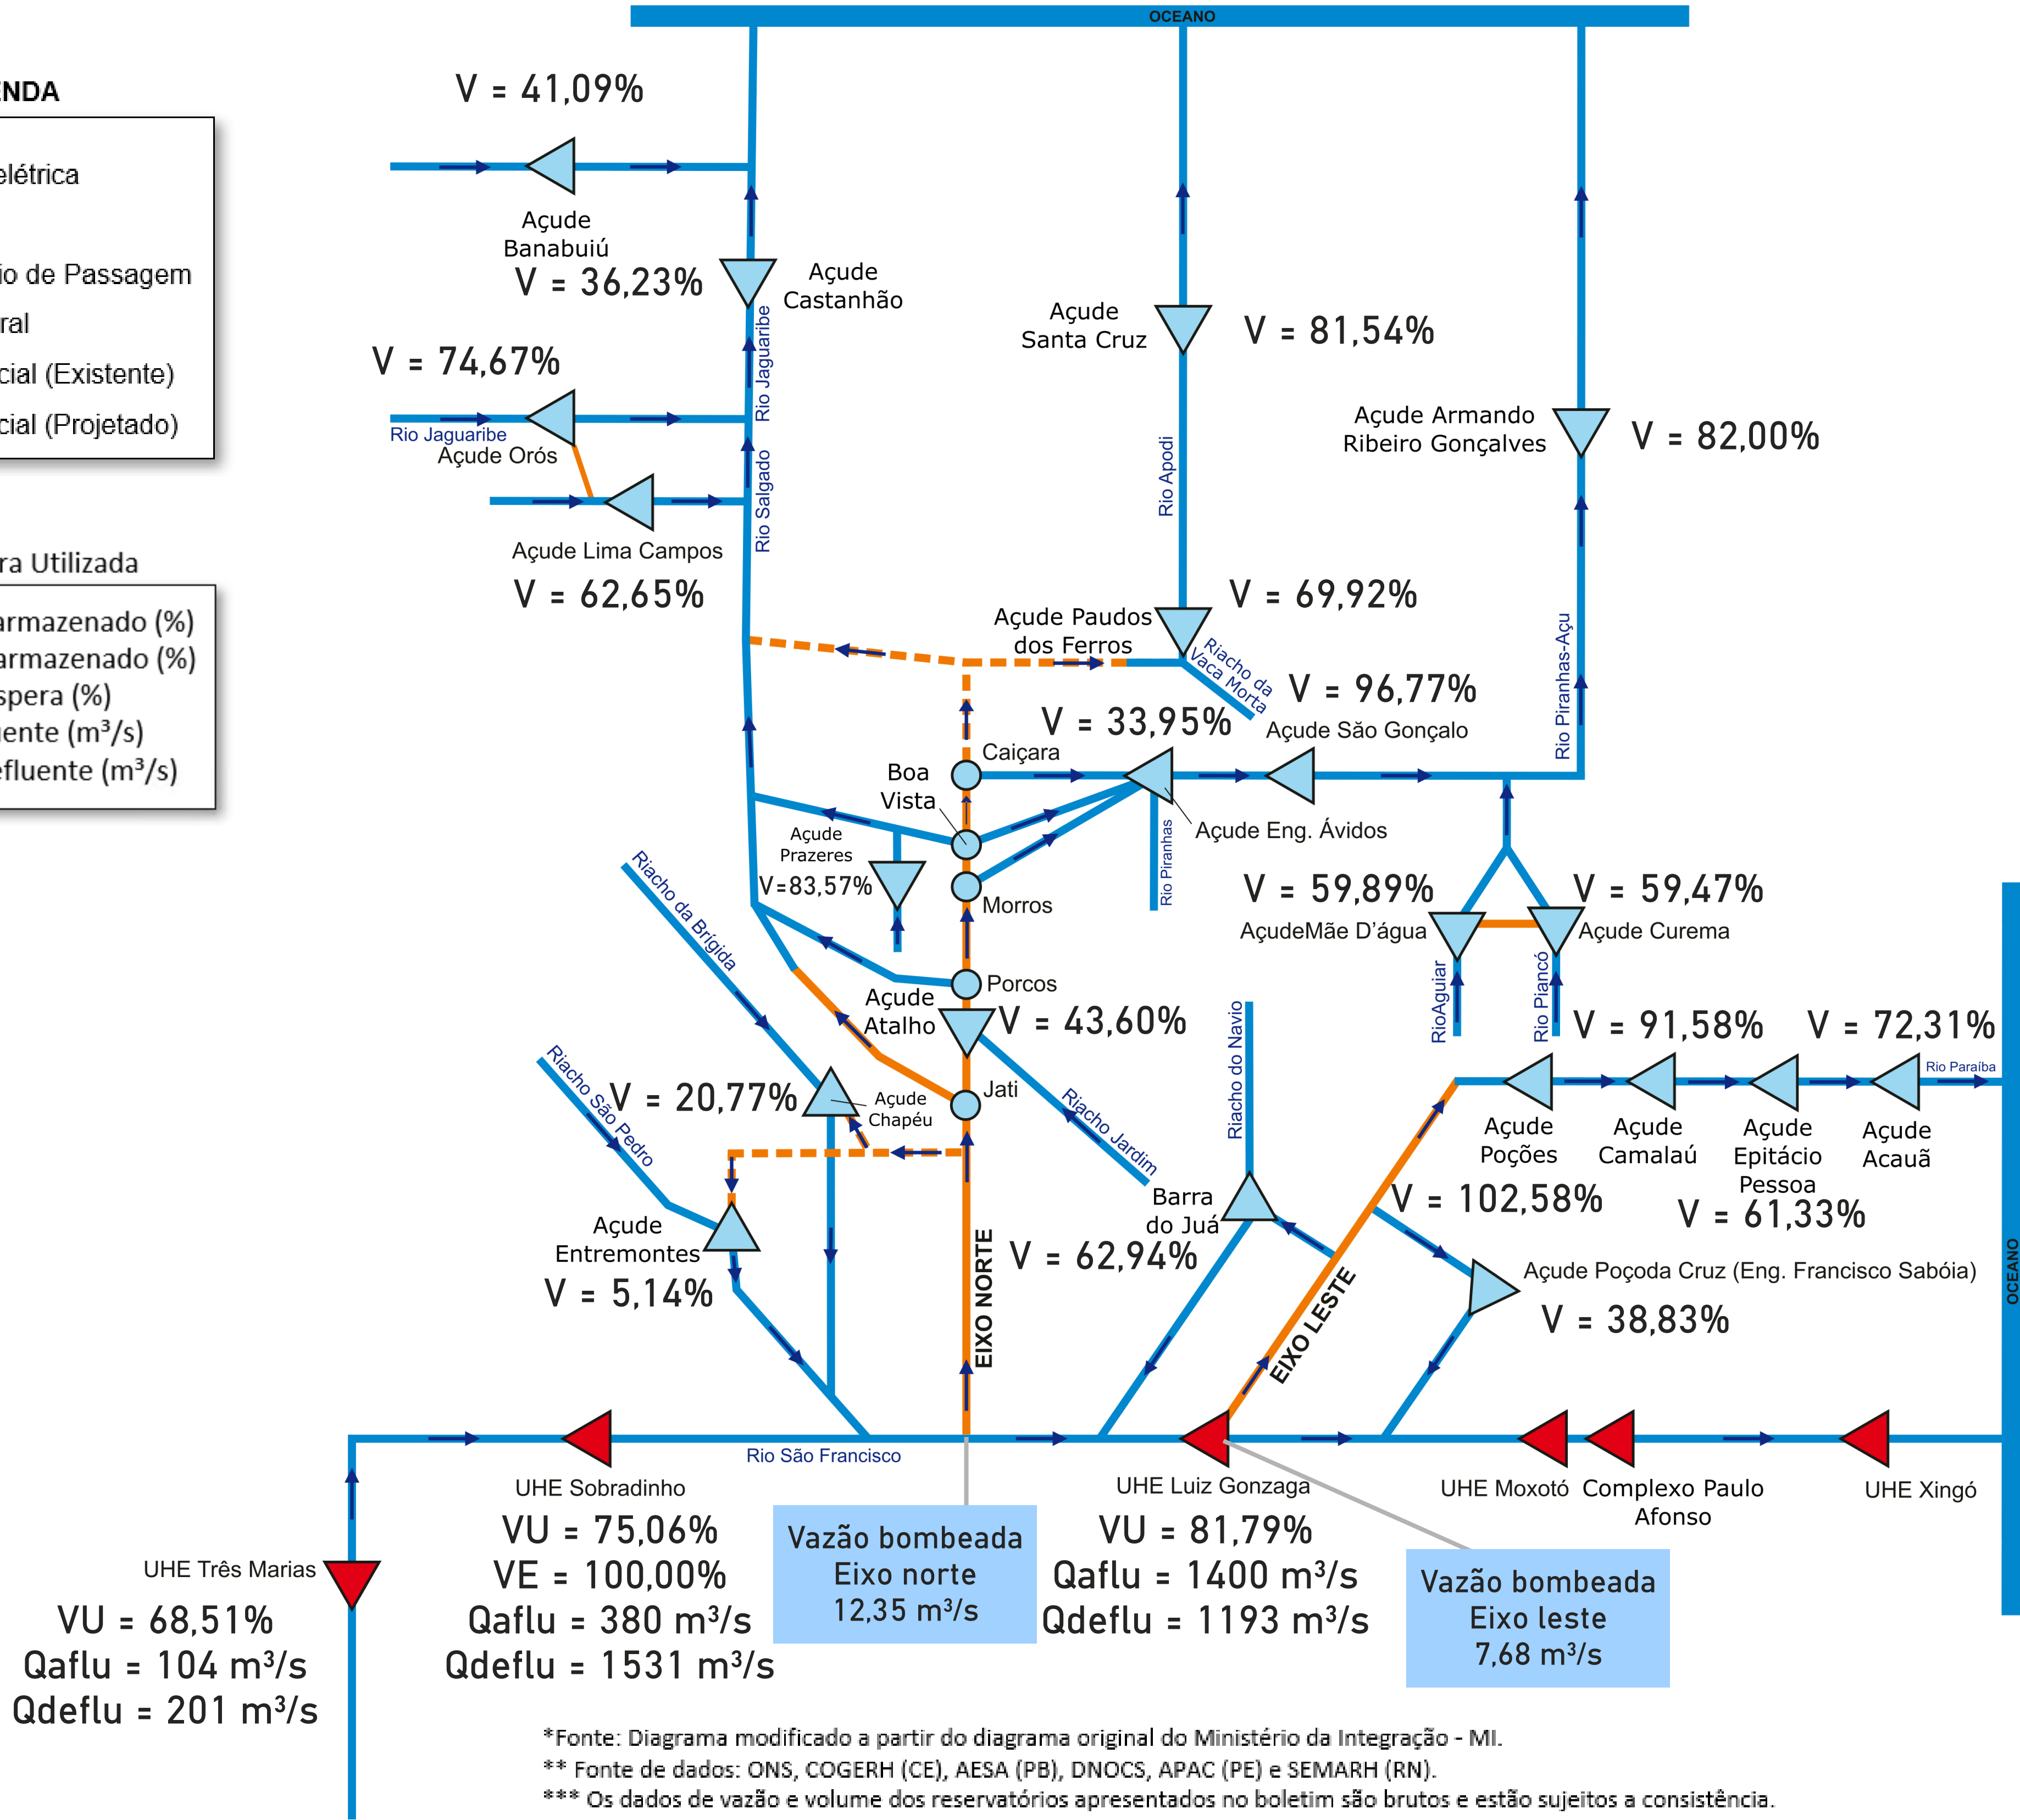 OCEANO
ENDA
elétrica
io de Passagem
ral
cial (Existente)
cial (Projetado)
ra Utilizada
armazenado (%)
armazenado (%)
spera (%)
uente (m³/s)
efluente (m³/s)
V = 41,09%
Açude
Banabuiú
V = 36,23%
Açude
Castanhão
Rio Jaguaribe
V = 74,67%
Rio Jaguaribe
Açude Orós
Rio Salgado
Açude Lima Campos
V = 62,65%
Açude
Santa Cruz
V = 81,54%
Rio Apodi
Açude Armando
Ribeiro Gonçalves
V = 82,00%
Açude Paudos
dos Ferros
V = 69,92%
Riacho da
Vaca Morta
Rio Piranhas-Açu
V = 96,77%
Açude São Gonçalo
V = 33,95%
Caiçara
Boa
Vista
Açude Eng. Ávidos
Rio Piranhas
Açude
Prazeres
V=83,57%
Morros
Riacho da Brígida
V = 59,89%
AçudeMãe D'água
V = 59,47%
Açude Curema
RioAguiar
Rio Piancó
Porcos
Açude
Atalho
V = 43,60%
Riacho do Navio
V = 91,58%
V = 72,31%
Rio Paraíba
Riacho São Pedro
V = 20,77%
Açude
Chapéu
Jati
Riacho Jardim
Açude
Poções
Açude
Camalaú
Açude
Epitácio
Pessoa
Açude
Acauã
V = 102,58%
V = 61,33%
Barra
do Juá
V = 62,94%
Açude
Entremontes
V = 5,14%
EIXO NORTE
EIXO LESTE
Açude Poçoda Cruz (Eng. Francisco Sabóia)
V = 38,83%
OCEANO
Rio São Francisco
UHE Sobradinho
VU = 75,06%
VE = 100,00%
Qaflu = 380 m³/s
Qdeflu = 1531 m³/s
Vazão bombeada
Eixo norte
12,35 m³/s
UHE Luiz Gonzaga
VU = 81,79%
Qaflu = 1400 m³/s
Qdeflu = 1193 m³/s
Vazão bombeada
Eixo leste
7,68 m³/s
UHE Moxotó
Complexo Paulo
Afonso
UHE Xingó
UHE Três Marias
VU = 68,51%
Qaflu = 104 m³/s
Qdeflu = 201 m³/s
*Fonte: Diagrama modificado a partir do diagrama original do Ministério da Integração - MI.
** Fonte de dados: ONS, COGERH (CE), AESA (PB), DNOCS, APAC (PE) e SEMARH (RN).
*** Os dados de vazão e volume dos reservatórios apresentados no boletim são brutos e estão sujeitos a consistência.